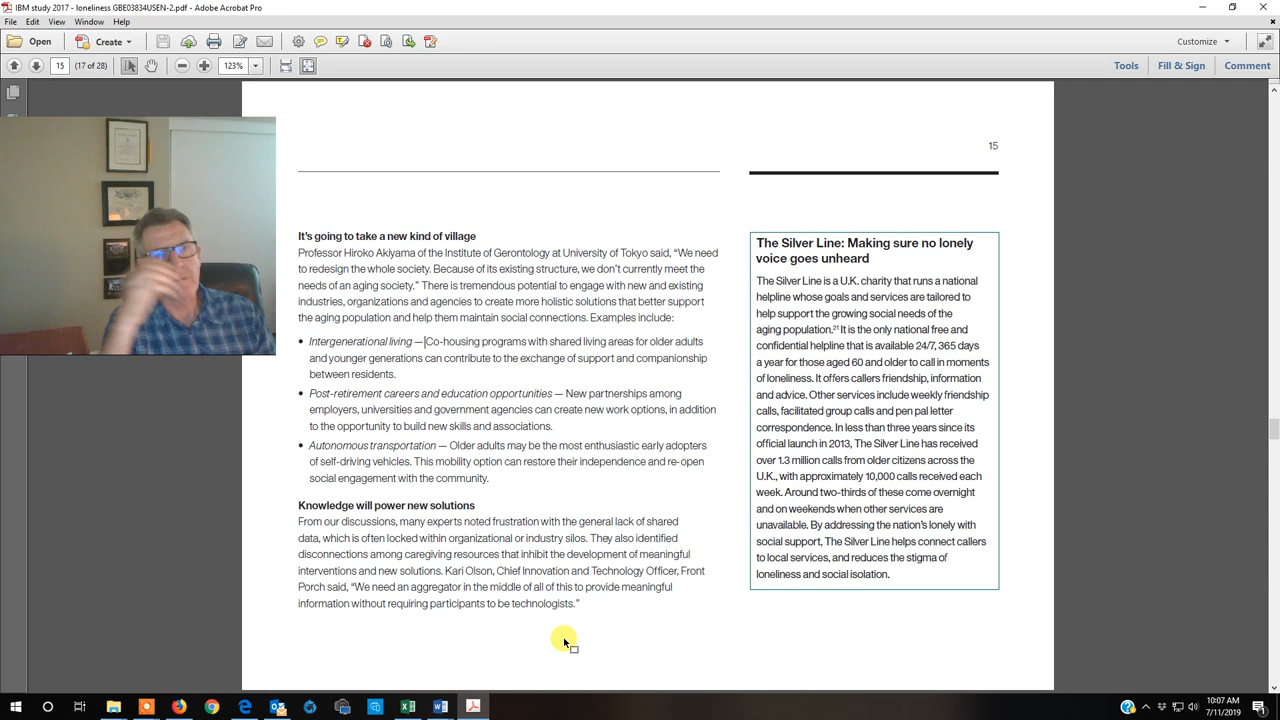 IBM study 2017 - loneliness GBE03834USEN-2.pdf - Adobe Acrobat Pro
File Edit View Window Help
Open Create Customize
15 (17 of 28) 123% Tools Fill & Sign Comment
15
It's going to take a new kind of village
Professor Hiroko Akiyama of the Institute of Gerontology at University of Tokyo said, "We need
to redesign the whole society. Because of its existing structure, we don't currently meet the
needs of an aging society." There is tremendous potential to engage with new and existing
industries, organizations and agencies to create more holistic solutions that better support
the aging population and help them maintain social connections. Examples include:
• Intergenerational living — Co-housing programs with shared living areas for older adults
and younger generations can contribute to the exchange of support and companionship
between residents.
• Post-retirement careers and education opportunities — New partnerships among
employers, universities and government agencies can create new work options, in addition
to the opportunity to build new skills and associations.
• Autonomous transportation — Older adults may be the most enthusiastic early adopters
of self-driving vehicles. This mobility option can restore their independence and re-open
social engagement with the community.
Knowledge will power new solutions
From our discussions, many experts noted frustration with the general lack of shared
data, which is often locked within organizational or industry silos. They also identified
disconnections among caregiving resources that inhibit the development of meaningful
interventions and new solutions. Kari Olson, Chief Innovation and Technology Officer, Front
Porch said, "We need an aggregator in the middle of all of this to provide meaningful
information without requiring participants to be technologists."
The Silver Line: Making sure no lonely
voice goes unheard
The Silver Line is a U.K. charity that runs a national
helpline whose goals and services are tailored to
help support the growing social needs of the
aging population.21 It is the only national free and
confidential helpline that is available 24/7, 365 days
a year for those aged 60 and older to call in moments
of loneliness. It offers callers friendship, information
and advice. Other services include weekly friendship
calls, facilitated group calls and pen pal letter
correspondence. In less than three years since its
official launch in 2013, The Silver Line has received
over 1.3 million calls from older citizens across the
U.K., with approximately 10,000 calls received each
week. Around two-thirds of these come overnight
and on weekends when other services are
unavailable. By addressing the nation's lonely with
social support, The Silver Line helps connect callers
to local services, and reduces the stigma of
loneliness and social isolation.
10:07 AM
7/11/2019